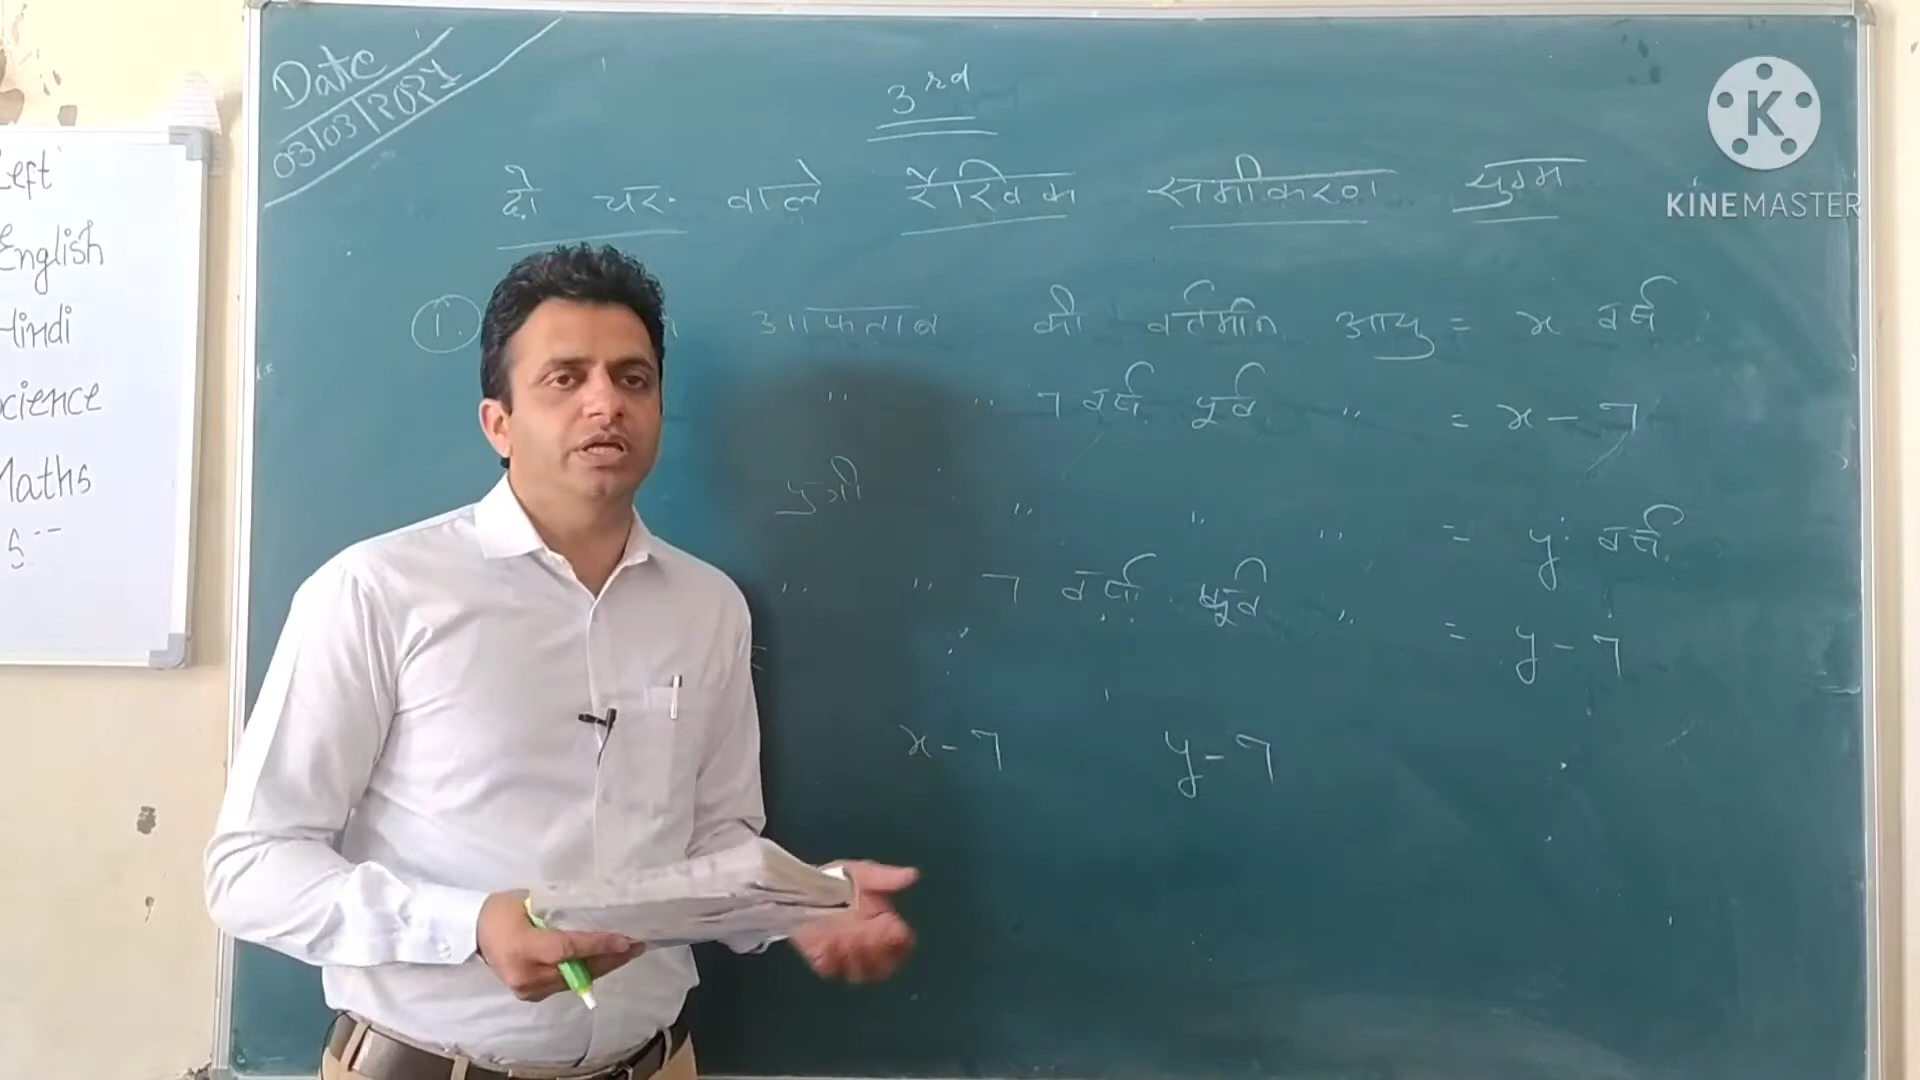 Date
03/03/2021
3rd
दो चर वाले रैखिक समीकरण युग्म
1. आफताब की वर्तमान आयु = x वर्ष
" " 7 वर्ष पूर्व " = x - 7
पुत्री " " " = y वर्ष
" " 7 वर्ष पूर्व " = y - 7
x - 7 y - 7
Left
English
Hindi
Science
Maths
KINEMASTER